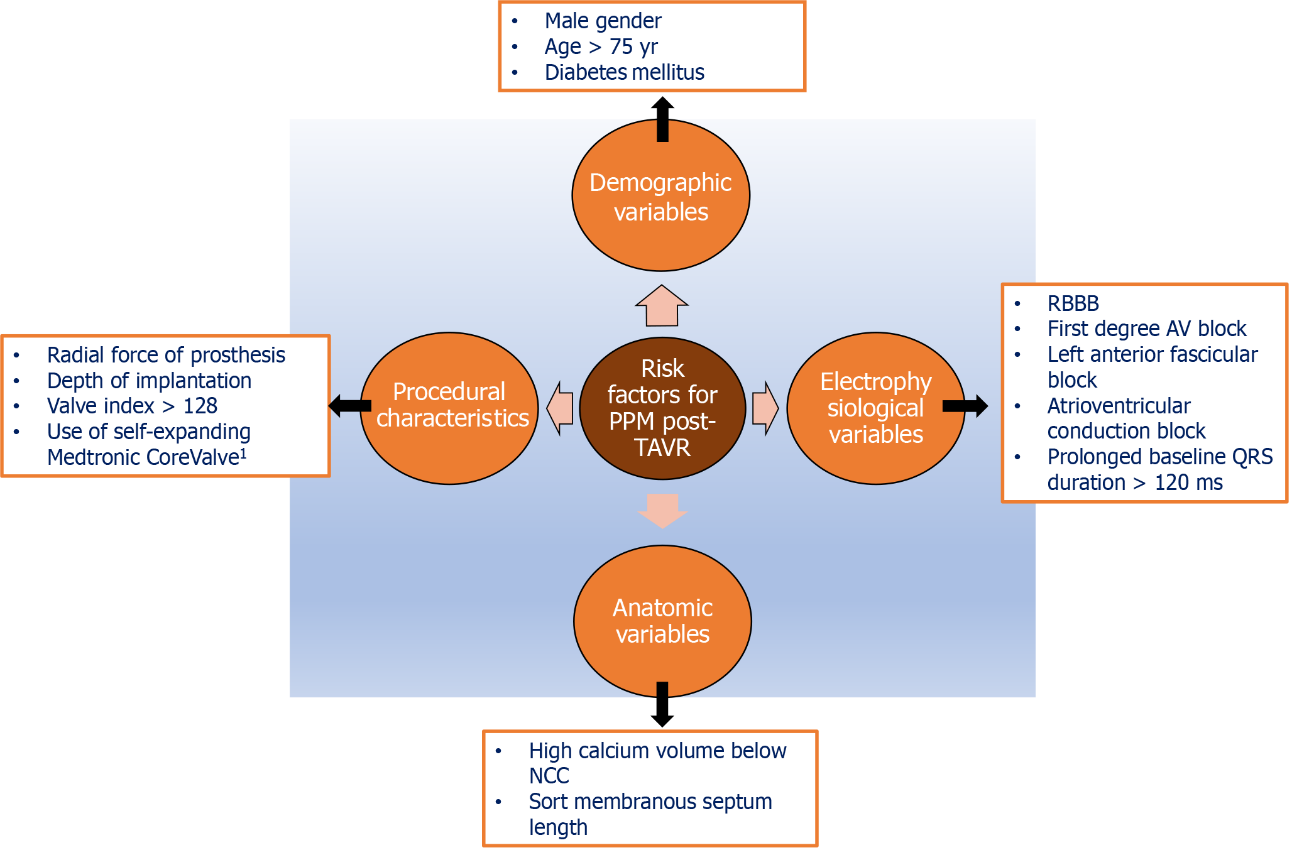 • Male gender
• Age > 75 yr
• Diabetes mellitus
Demographic
variables
• Radial force of prosthesis
• Depth of implantation
• Valve index > 128
• Use of self-expanding
Medtronic CoreValve¹
Procedural
characteristics
Risk
factors for
PPM post-
TAVR
Electrophy
siological
variables
• RBBB
• First degree AV block
• Left anterior fascicular
block
• Atrioventricular
conduction block
• Prolonged baseline QRS
duration > 120 ms
Anatomic
variables
• High calcium volume below
NCC
• Sort membranous septum
length